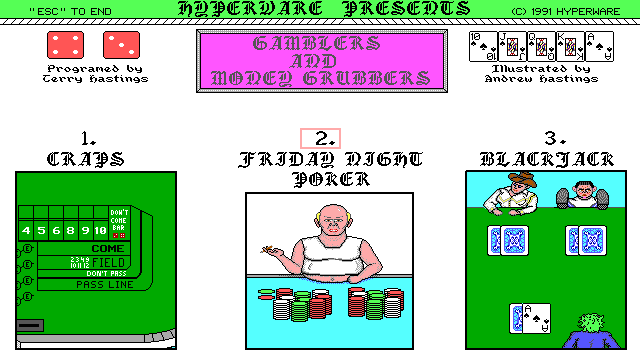 "ESC" TO END
HYPERWARE PRESENTS
(C) 1991 HYPERWARE
Programed by
Terry Hastings
GAMBLERS
AND
MONEY GRUBBERS
10 J Q K A
Illustrated by
Andrew Hastings
1.
CRAPS
2.
FRIDAY NIGHT
POKER
3.
BLACKJACK
DON'T
COME
BAR
4 5 6 8 9 10
COME
2 3 4 9
10 11 12
FIELD
DON'T PASS
PASS LINE
E
E
E
E
A
A